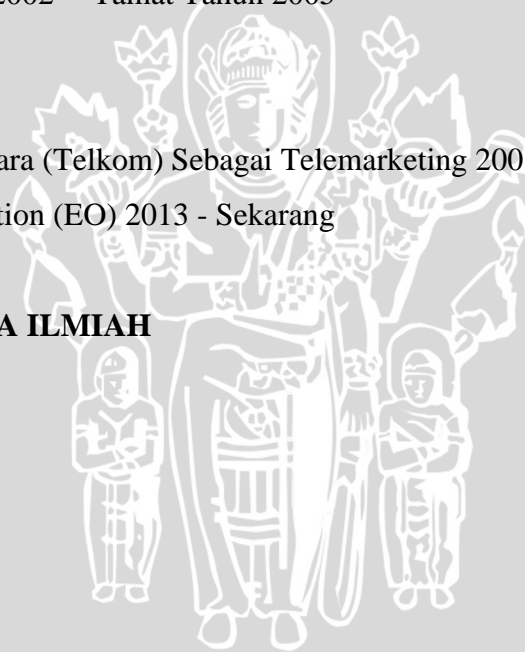 2002 – Tamat Tahun 2005
ara (Telkom) Sebagai Telemarketing 200
tion (EO) 2013 - Sekarang
A ILMIAH